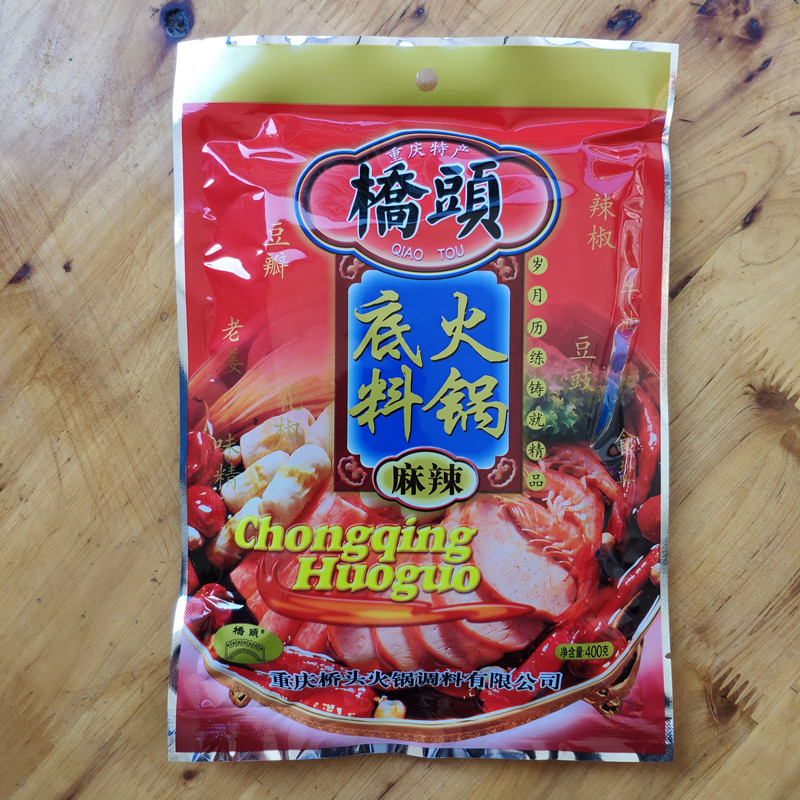 重庆特产
橋頭
QIAO TOU
火锅
底料
麻辣
岁月历练铸就精品
辣椒
豆瓣
老姜
花椒
味精
豆豉
Chongqing
Huoguo
橋頭®
净含量:400克
重庆桥头火锅调料有限公司